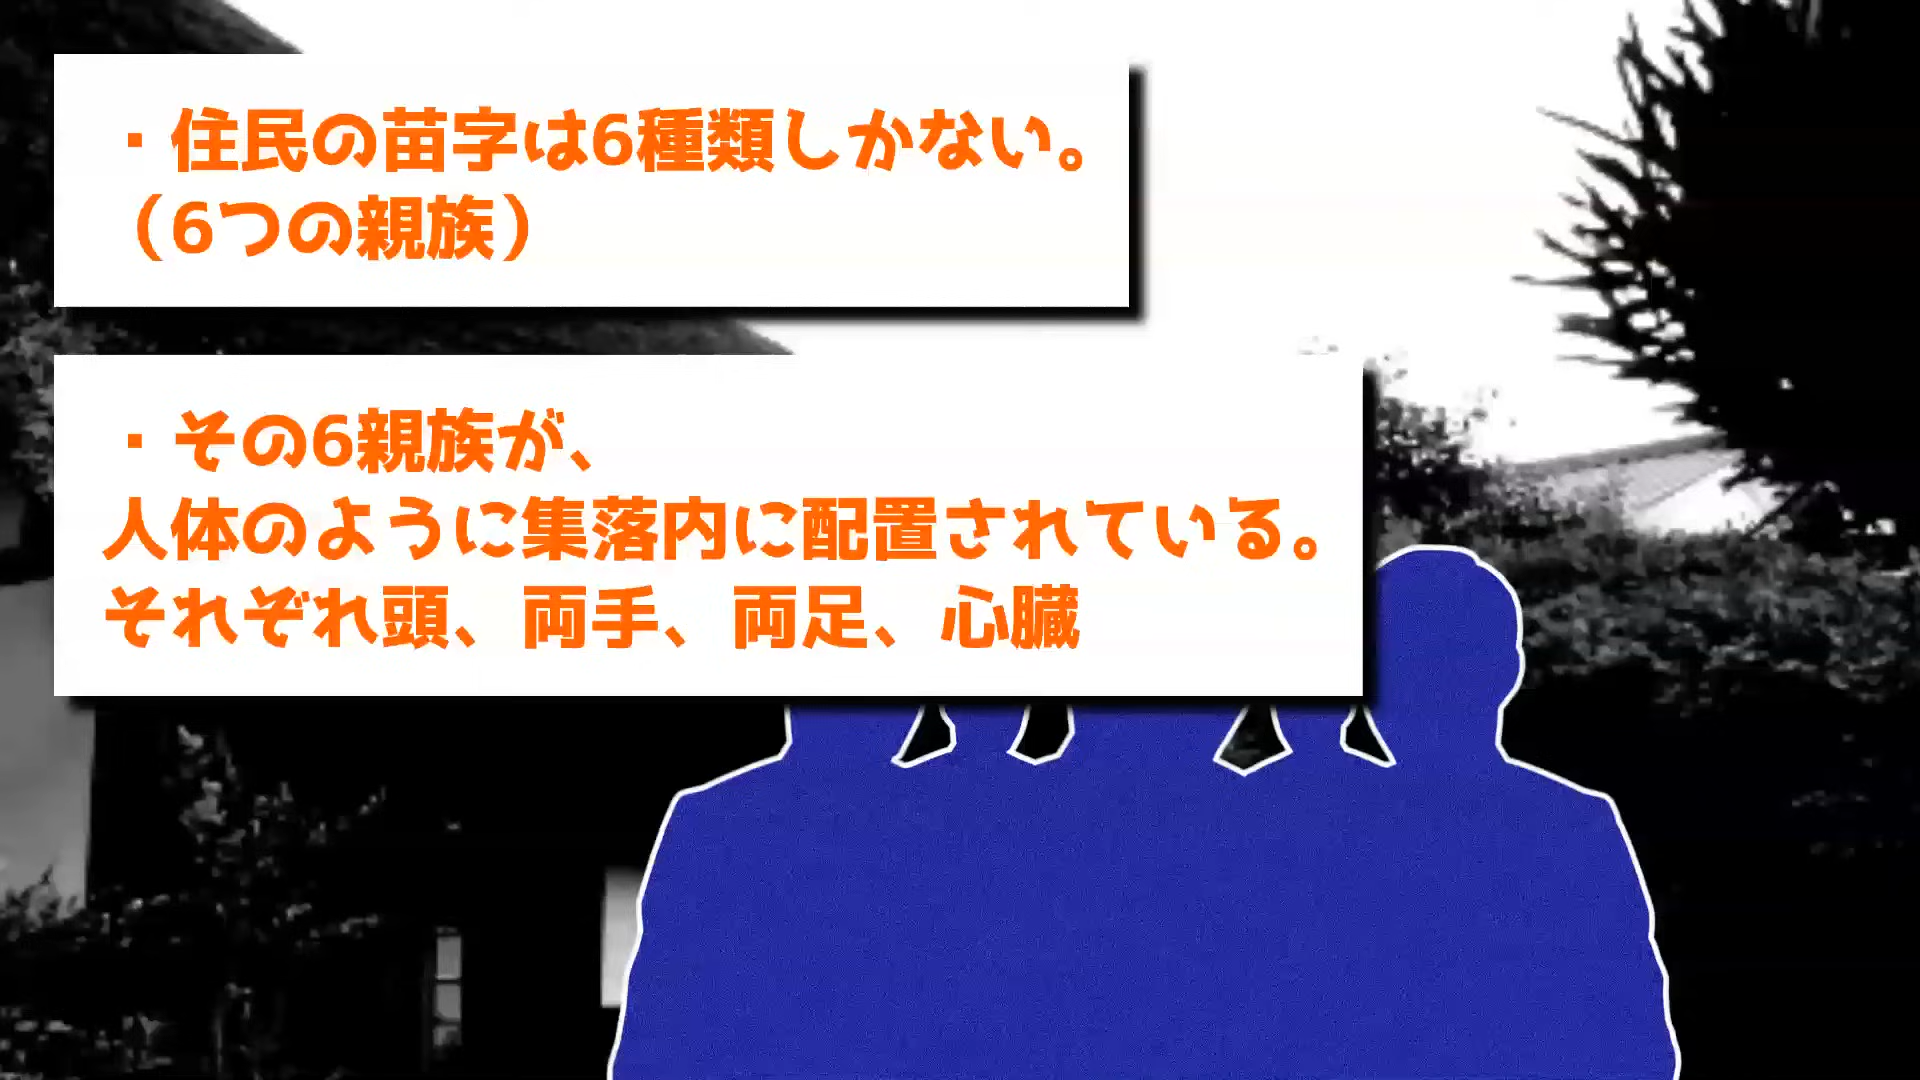 ・住民の苗字は6種類しかない。
（6つの親族）
・その6親族が、
人体のように集落内に配置されている。
それぞれ頭、両手、両足、心臓